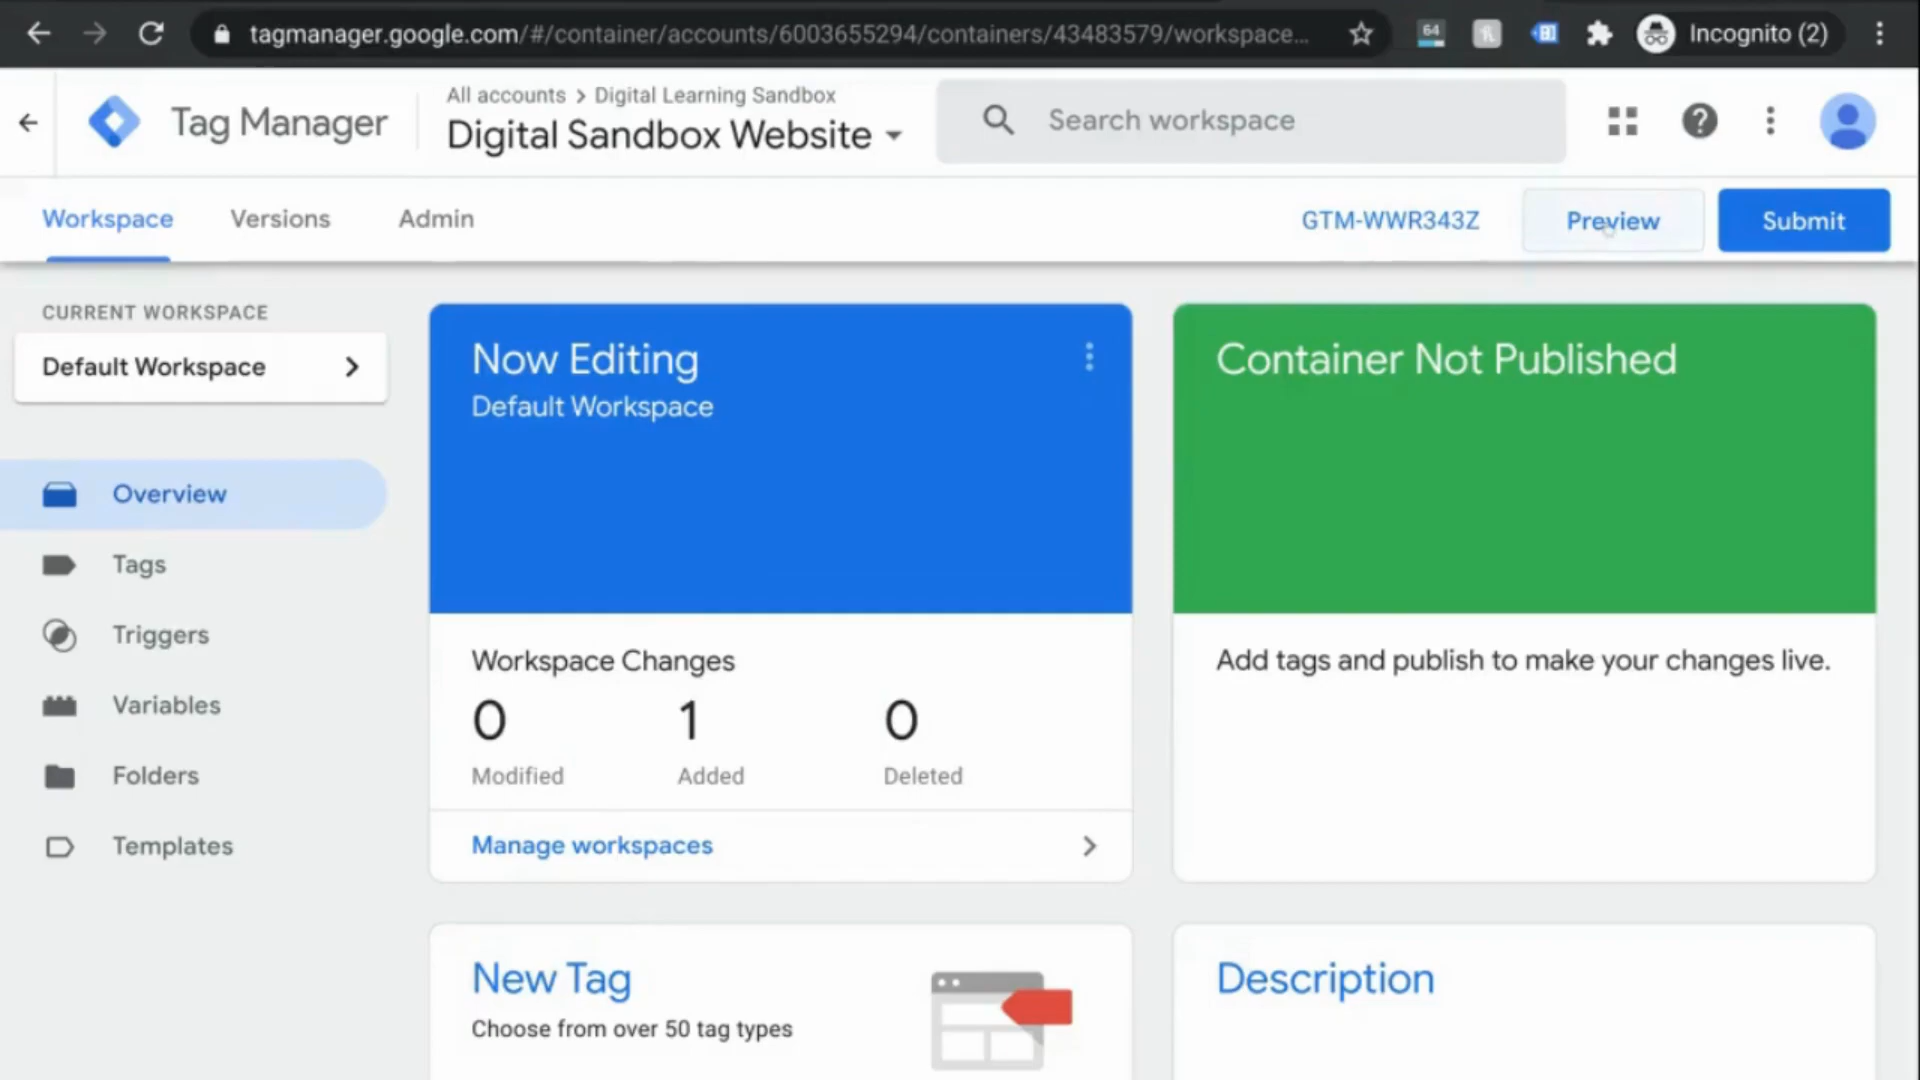 tagmanager.google.com/#/container/accounts/6003655294/containers/43483579/workspace...
64
Incognito (2)
Tag Manager
All accounts > Digital Learning Sandbox
Digital Sandbox Website
Search workspace
Workspace
Versions
Admin
GTM-WWR343Z
Preview
Submit
CURRENT WORKSPACE
Default Workspace
Overview
Tags
Triggers
Variables
Folders
Templates
Now Editing
Default Workspace
Workspace Changes
0 1 0
Modified Added Deleted
Manage workspaces
Container Not Published
Add tags and publish to make your changes live.
New Tag
Choose from over 50 tag types
Description